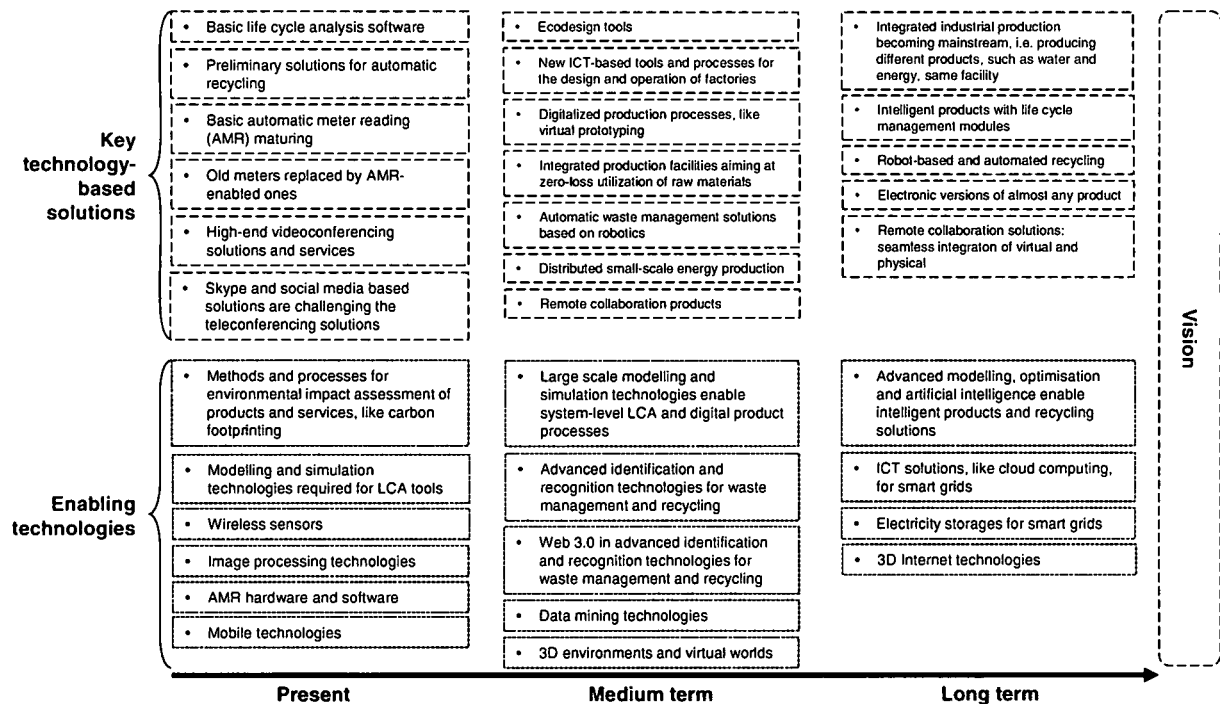 Key
technology-
based
solutions
• Basic life cycle analysis software
• Preliminary solutions for automatic
recycling
• Basic automatic meter reading
(AMR) maturing
• Old meters replaced by AMR-
enabled ones
• High-end videoconferencing
solutions and services
• Skype and social media based
solutions are challenging the
teleconferencing solutions
• Ecodesign tools
• New ICT-based tools and processes for
the design and operation of factories
• Digitalized production processes, like
virtual prototyping
• Integrated production facilities aiming at
zero-loss utilization of raw materials
• Automatic waste management solutions
based on robotics
• Distributed small-scale energy production
• Remote collaboration products
• Integrated industrial production
becoming mainstream, i.e. producing
different products, such as water and
energy, same facility
• Intelligent products with life cycle
management modules
• Robot-based and automated recycling
• Electronic versions of almost any product
• Remote collaboration solutions:
seamless integraton of virtual and
physical
Enabling
technologies
• Methods and processes for
environmental impact assessment of
products and services, like carbon
footprinting
• Modelling and simulation
technologies required for LCA tools
• Wireless sensors
• Image processing technologies
• AMR hardware and software
• Mobile technologies
• Large scale modelling and
simulation technologies enable
system-level LCA and digital product
processes
• Advanced identification and
recognition technologies for waste
management and recycling
• Web 3.0 in advanced identification
and recognition technologies for
waste management and recycling
• Data mining technologies
• 3D environments and virtual worlds
• Advanced modelling, optimisation
and artificial intelligence enable
intelligent products and recycling
solutions
• ICT solutions, like cloud computing,
for smart grids
• Electricity storages for smart grids
• 3D Internet technologies
Vision
Present
Medium term
Long term